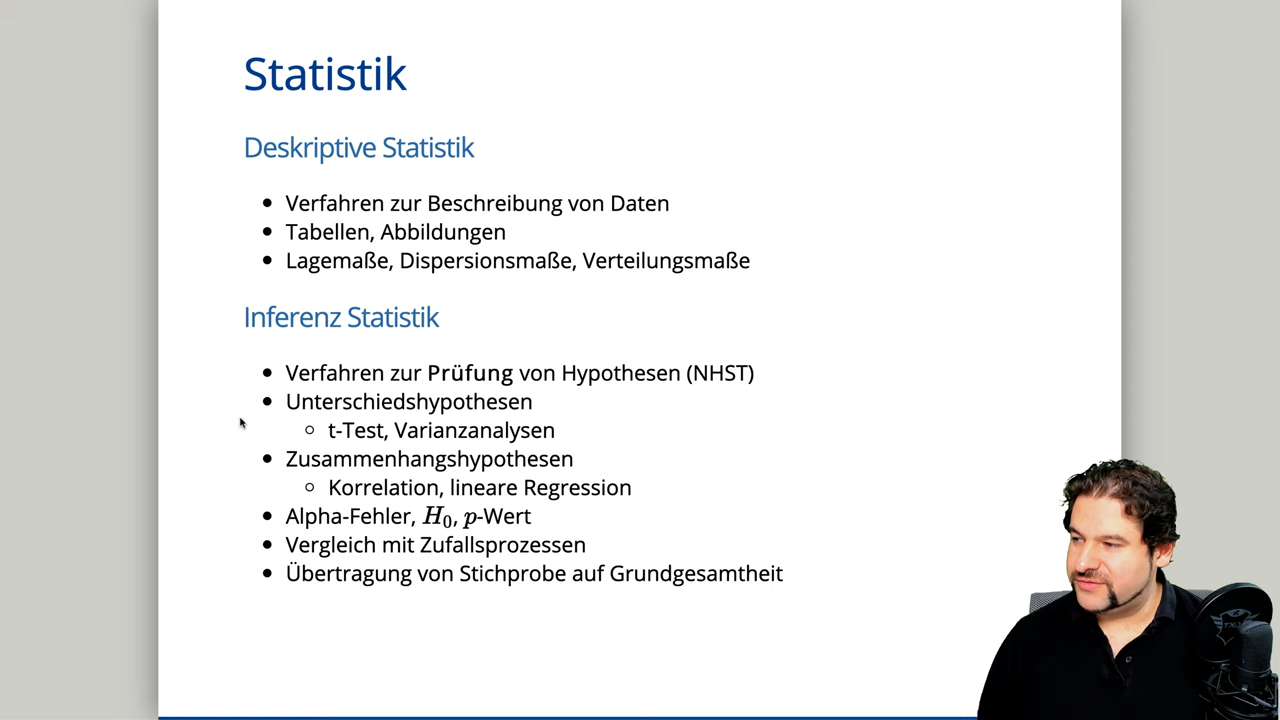 Statistik
Deskriptive Statistik
• Verfahren zur Beschreibung von Daten
• Tabellen, Abbildungen
• Lagemaße, Dispersionsmaße, Verteilungsmaße
Inferenz Statistik
• Verfahren zur Prüfung von Hypothesen (NHST)
• Unterschiedshypothesen
◦ t-Test, Varianzanalysen
• Zusammenhangshypothesen
◦ Korrelation, lineare Regression
• Alpha-Fehler, H₀, p-Wert
• Vergleich mit Zufallsprozessen
• Übertragung von Stichprobe auf Grundgesamtheit